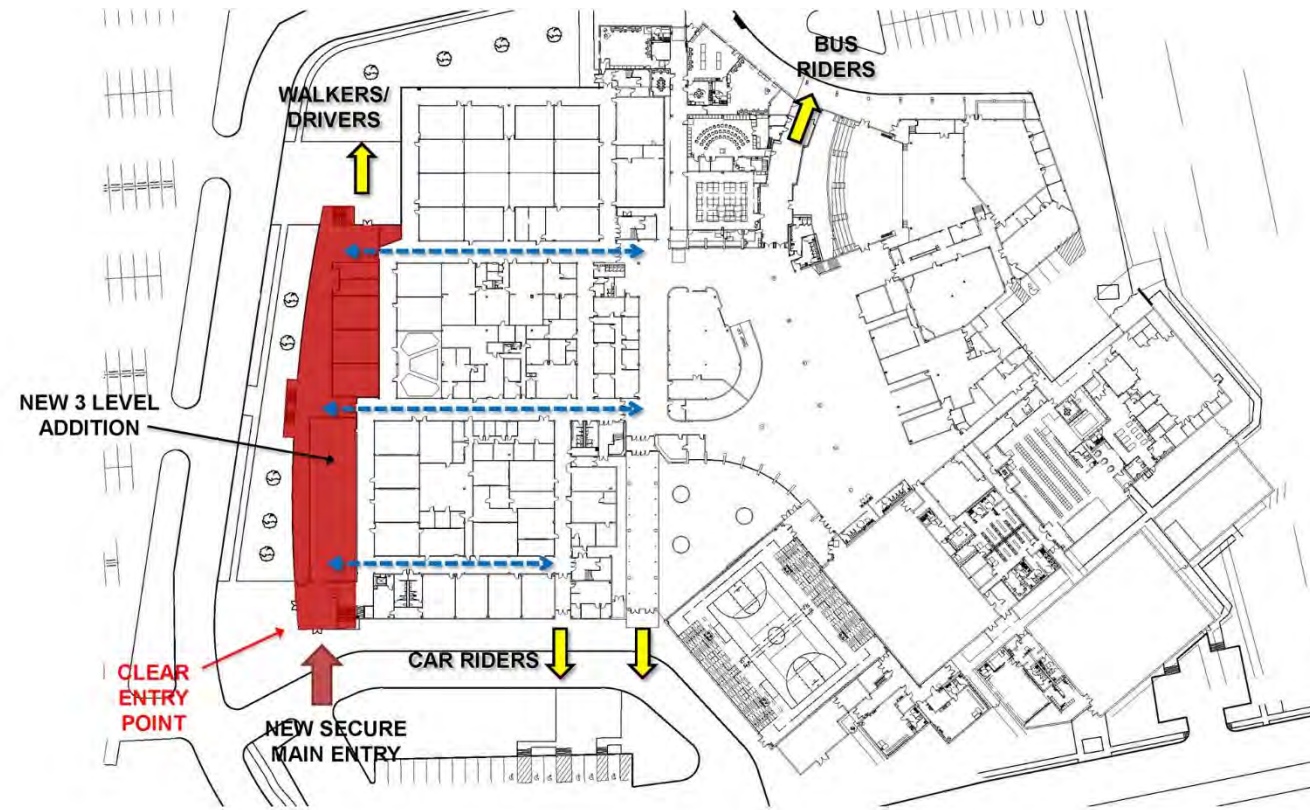 BUS
RIDERS
WALKERS/
DRIVERS
NEW 3 LEVEL
ADDITION
CAR RIDERS
CLEAR
ENTRY
POINT
NEW SECURE
MAIN ENTRY